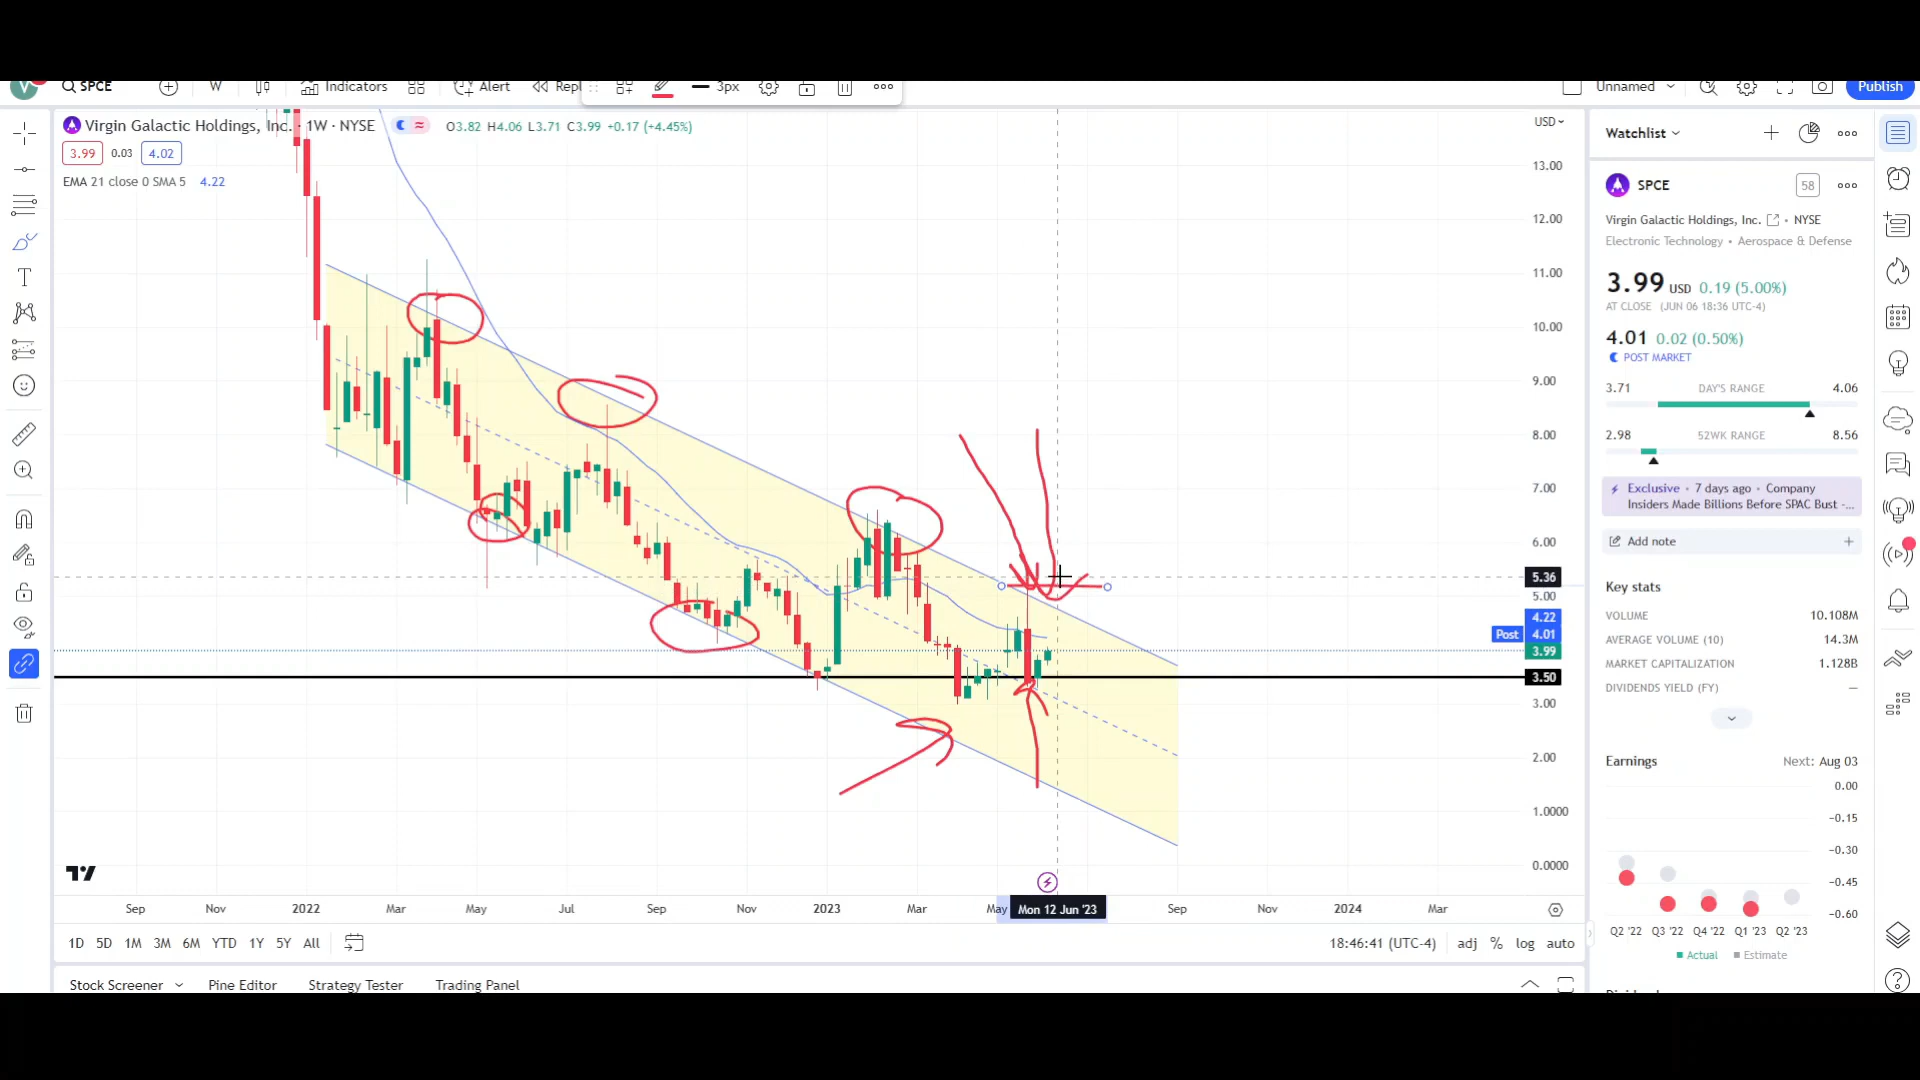 V SPCE W Indicators Alert Repl 3px Unnamed Publish
Virgin Galactic Holdings, Inc. · 1W · NYSE O3.82 H4.06 L3.71 C3.99 +0.17 (+4.45%)
3.99 0.03 4.02
EMA 21 close 0 SMA 5 4.22
USD
13.00
12.00
11.00
10.00
9.00
8.00
7.00
6.00
5.36
5.00
4.22
Post 4.01
3.99
3.50
3.00
2.00
1.0000
0.0000
Sep Nov 2022 Mar May Jul Sep Nov 2023 Mar May Mon 12 Jun '23 Sep Nov 2024 Mar
1D 5D 1M 3M 6M YTD 1Y 5Y All 18:46:41 (UTC-4) adj % log auto
Stock Screener Pine Editor Strategy Tester Trading Panel
Watchlist
SPCE 58
Virgin Galactic Holdings, Inc. • NYSE
Electronic Technology • Aerospace & Defense
3.99 USD 0.19 (5.00%)
AT CLOSE (JUN 06 18:36 UTC-4)
4.01 0.02 (0.50%)
POST MARKET
3.71 DAY'S RANGE 4.06
2.98 52WK RANGE 8.56
Exclusive • 7 days ago • Company
Insiders Made Billions Before SPAC Bust -...
Add note
Key stats
VOLUME 10.108M
AVERAGE VOLUME (10) 14.3M
MARKET CAPITALIZATION 1.128B
DIVIDENDS YIELD (FY) —
Earnings Next: Aug 03
0.00
−0.15
−0.30
−0.45
−0.60
Q2 '22 Q3 '22 Q4 '22 Q1 '23 Q2 '23
Actual Estimate